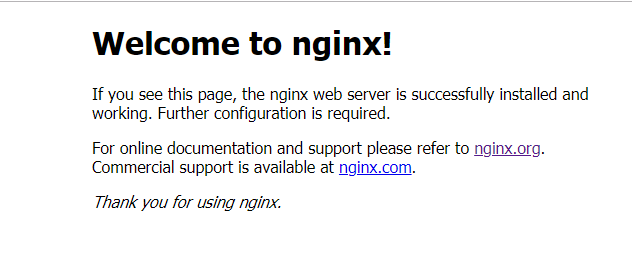 Welcome to nginx!
If you see this page, the nginx web server is successfully installed and
working. Further configuration is required.
For online documentation and support please refer to nginx.org.
Commercial support is available at nginx.com.
Thank you for using nginx.